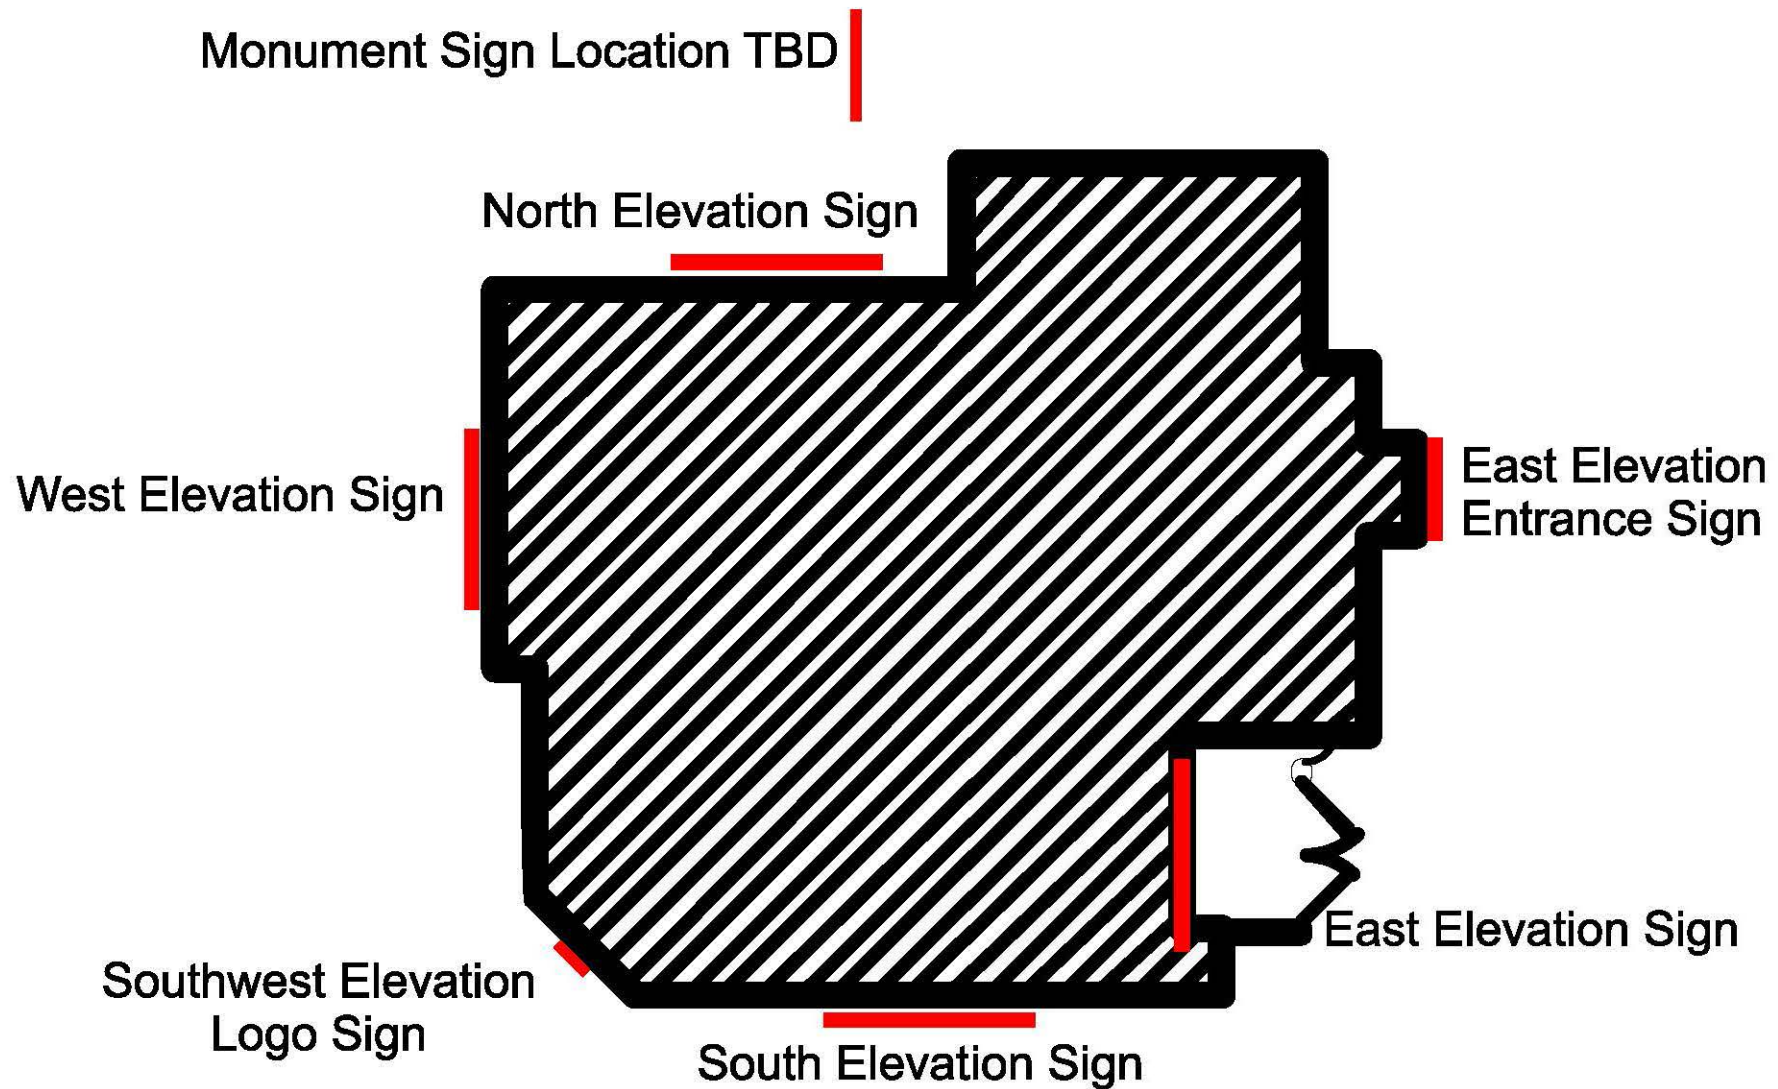 Monument Sign Location TBD
North Elevation Sign
West Elevation Sign
East Elevation
Entrance Sign
East Elevation Sign
Southwest Elevation
Logo Sign
South Elevation Sign